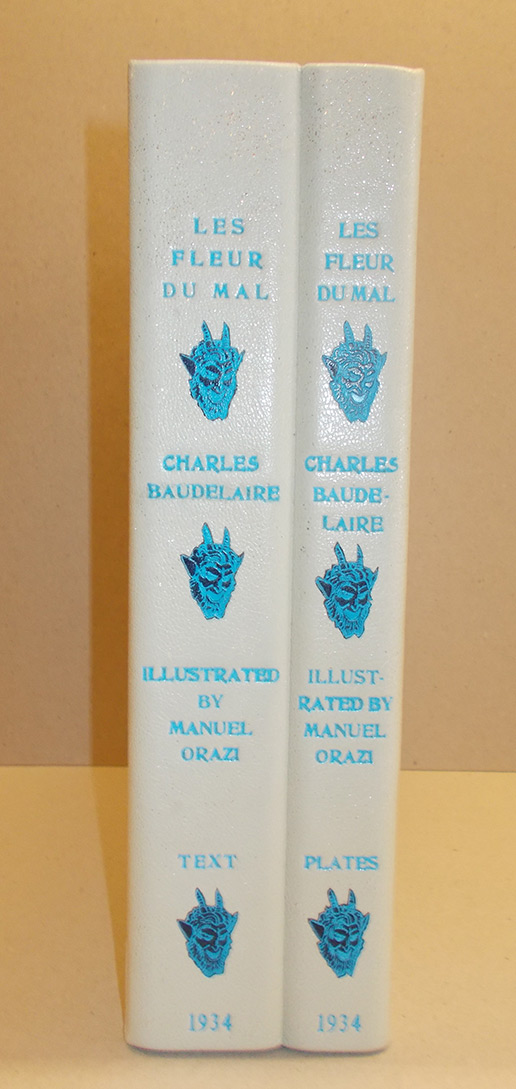 LES
FLEUR
DU MAL
CHARLES
BAUDELAIRE
ILLUSTRATED
BY
MANUEL
ORAZI
TEXT
1934
LES
FLEUR
DU MAL
CHARLES
BAUDE-
LAIRE
ILLUST-
RATED BY
MANUEL
ORAZI
PLATES
1934